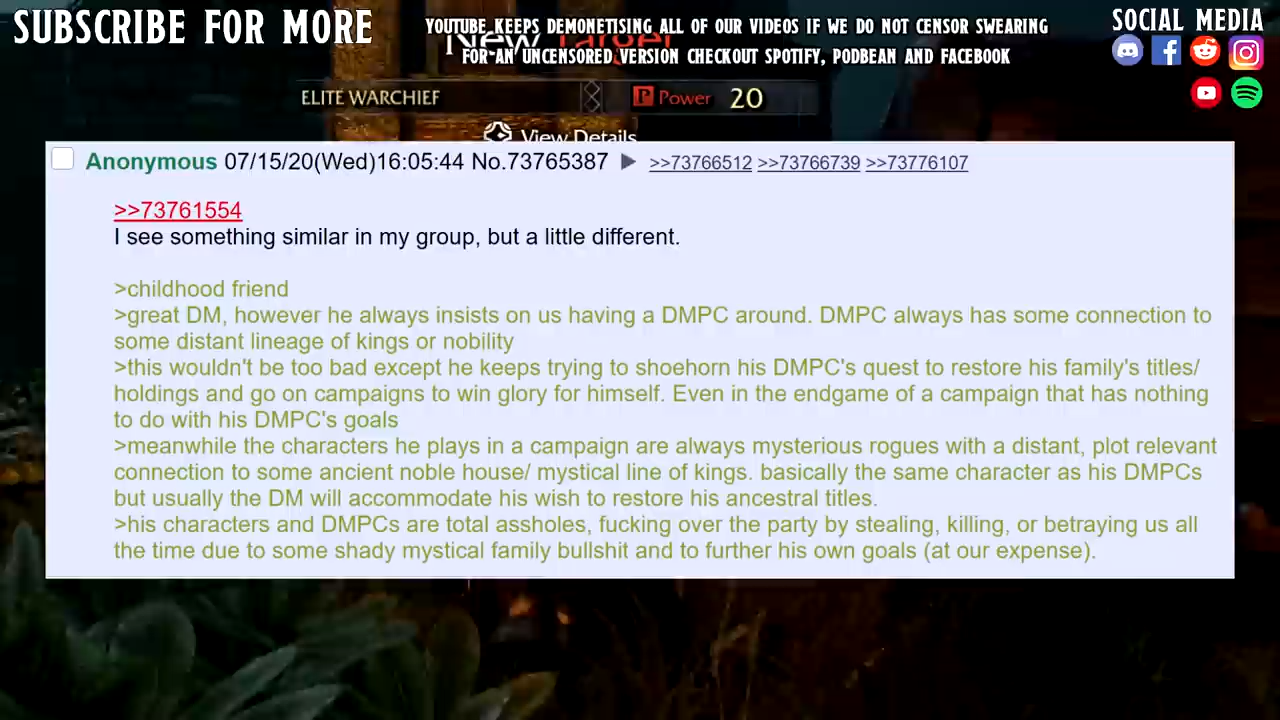 SUBSCRIBE FOR MORE
YOUTUBE KEEPS DEMONETISING ALL OF OUR VIDEOS IF WE DO NOT CENSOR SWEARING
FOR AN UNCENSORED VERSION CHECKOUT SPOTIFY, PODBEAN AND FACEBOOK
SOCIAL MEDIA
New Target
ELITE WARCHIEF
Power 20
View Details
Anonymous 07/15/20(Wed)16:05:44 No.73765387 ▶ >>73766512 >>73766739 >>73776107
>>73761554
I see something similar in my group, but a little different.
>childhood friend
>great DM, however he always insists on us having a DMPC around. DMPC always has some connection to
some distant lineage of kings or nobility
>this wouldn't be too bad except he keeps trying to shoehorn his DMPC's quest to restore his family's titles/
holdings and go on campaigns to win glory for himself. Even in the endgame of a campaign that has nothing
to do with his DMPC's goals
>meanwhile the characters he plays in a campaign are always mysterious rogues with a distant, plot relevant
connection to some ancient noble house/ mystical line of kings. basically the same character as his DMPCs
but usually the DM will accommodate his wish to restore his ancestral titles.
>his characters and DMPCs are total assholes, fucking over the party by stealing, killing, or betraying us all
the time due to some shady mystical family bullshit and to further his own goals (at our expense).